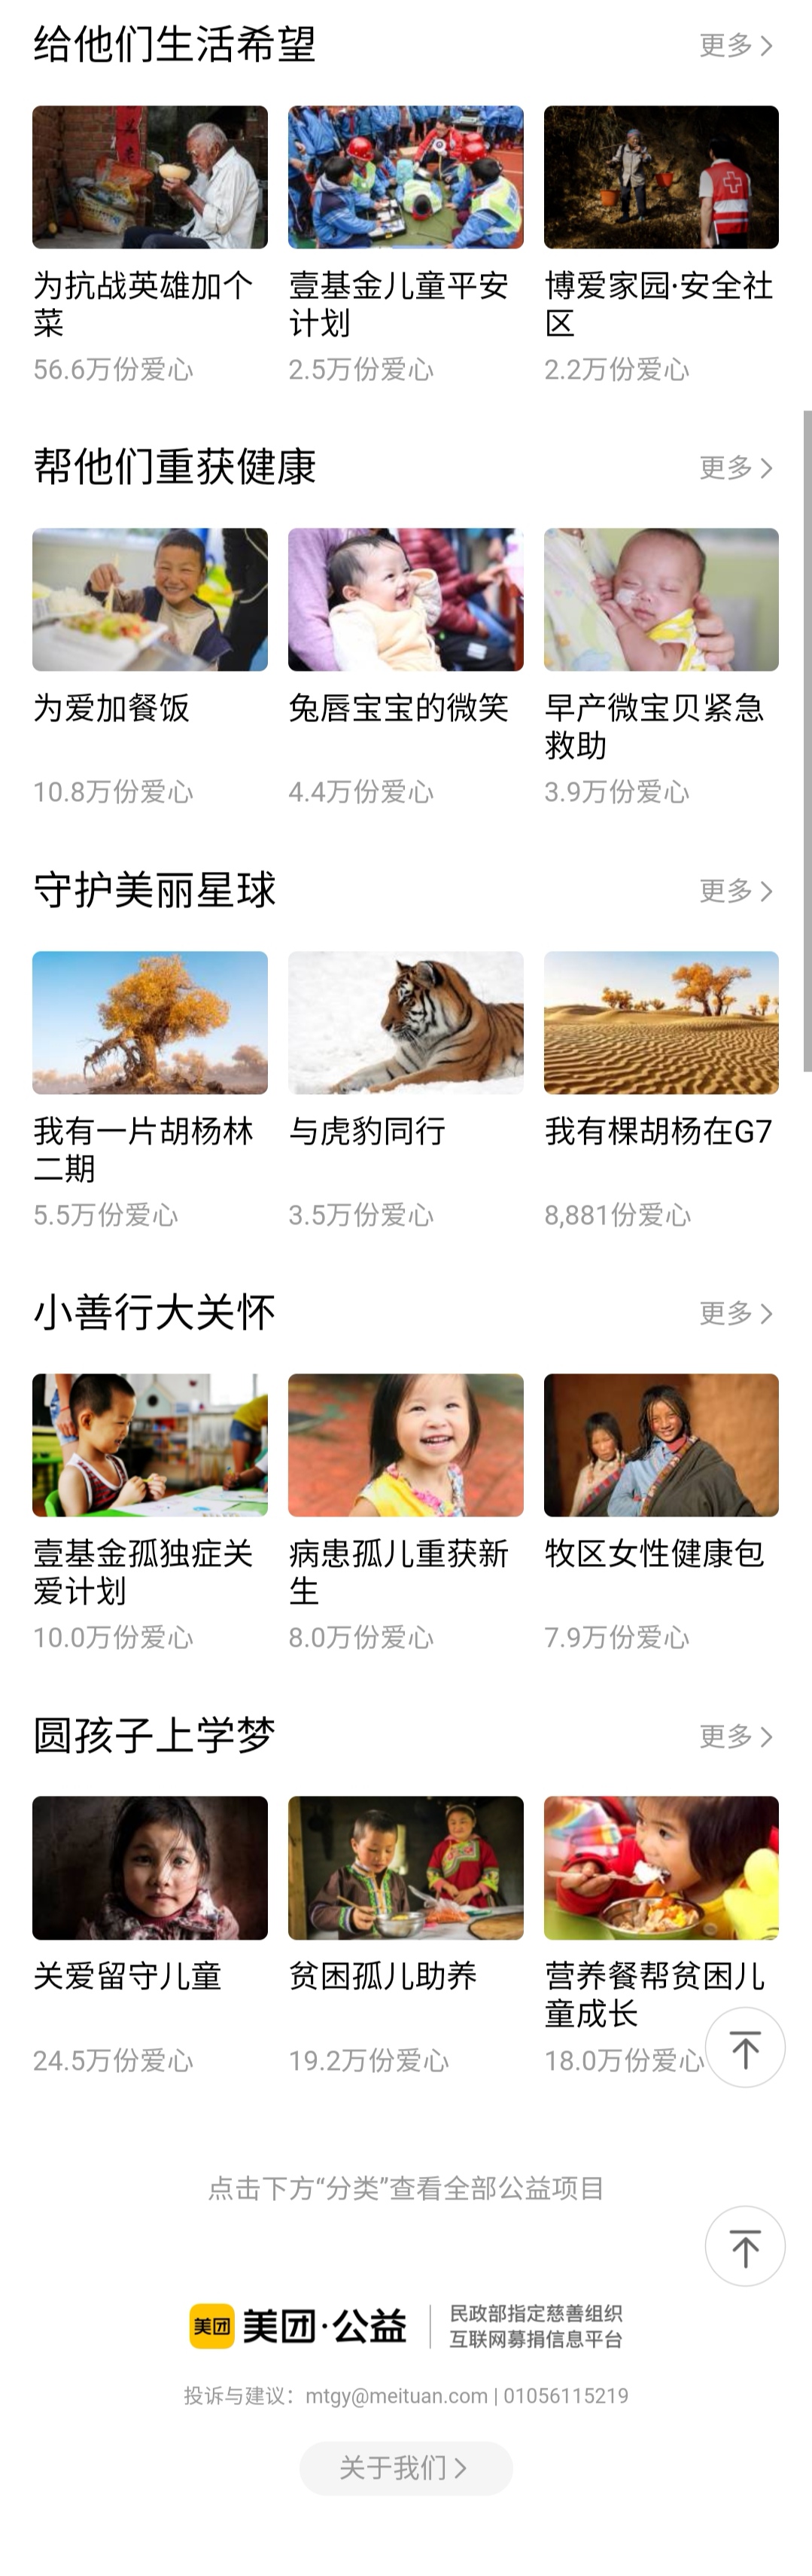 给他们生活希望
更多
为抗战英雄加个
菜
56.6万份爱心
壹基金儿童平安
计划
2.5万份爱心
博爱家园·安全社
区
2.2万份爱心
帮他们重获健康
更多
为爱加餐饭
10.8万份爱心
兔唇宝宝的微笑
4.4万份爱心
早产微宝贝紧急
救助
3.9万份爱心
守护美丽星球
更多
我有一片胡杨林
二期
5.5万份爱心
与虎豹同行
3.5万份爱心
我有棵胡杨在G7
8,881份爱心
小善行大关怀
更多
壹基金孤独症关
爱计划
10.0万份爱心
病患孤儿重获新
生
8.0万份爱心
牧区女性健康包
7.9万份爱心
圆孩子上学梦
更多
关爱留守儿童
24.5万份爱心
贫困孤儿助养
19.2万份爱心
营养餐帮贫困儿
童成长
18.0万份爱心
点击下方“分类”查看全部公益项目
美团 美团·公益
民政部指定慈善组织
互联网募捐信息平台
投诉与建议：mtgy@meituan.com | 01056115219
关于我们